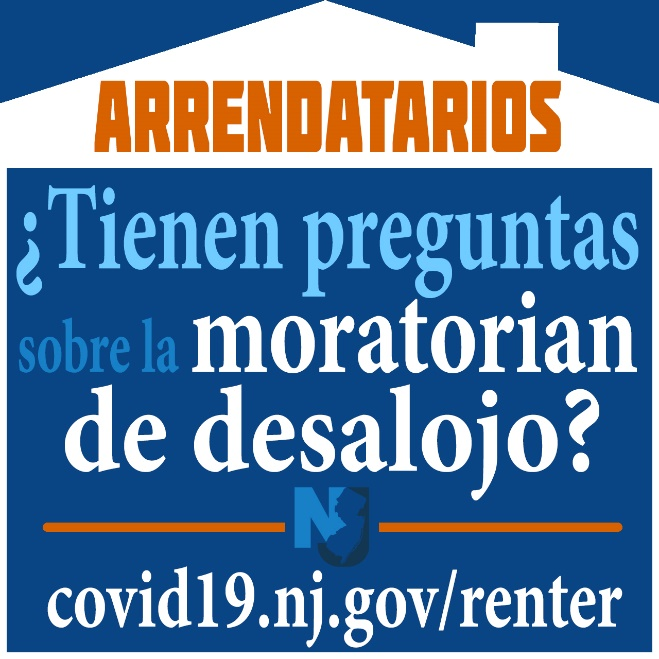 ARRENDATARIOS
¿Tienen preguntas
sobre la moratorian
de desalojo?
NJ
covid19.nj.gov/renter